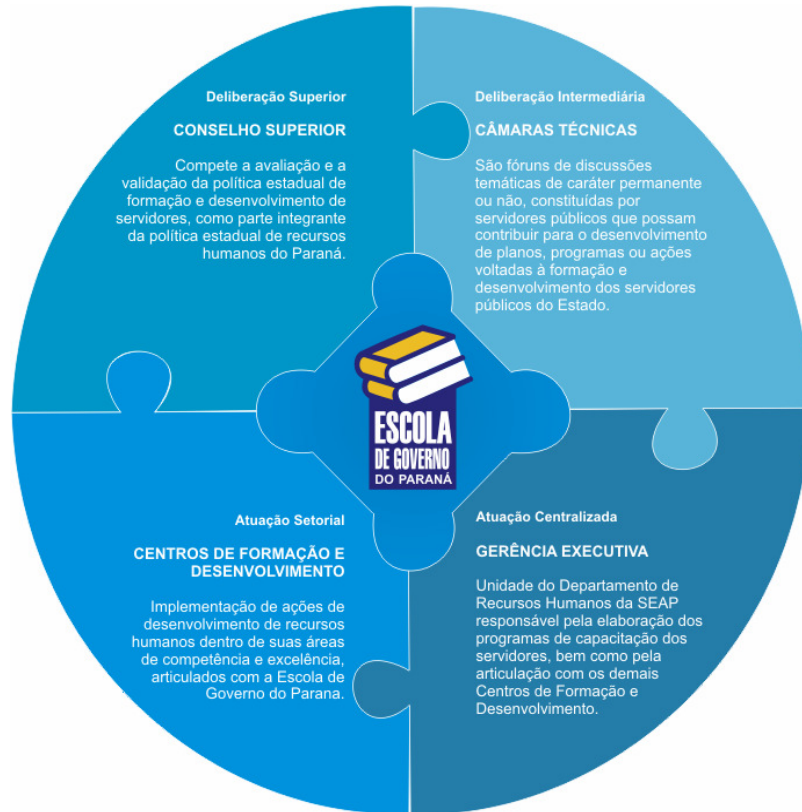 Deliberação Superior
CONSELHO SUPERIOR
Compete a avaliação e a
validação da política estadual de
formação e desenvolvimento de
servidores, como parte integrante
da política estadual de recursos
humanos do Paraná.
Deliberação Intermediária
CÂMARAS TÉCNICAS
São fóruns de discussões
temáticas de caráter permanente
ou não, constituídas por
servidores públicos que possam
contribuir para o desenvolvimento
de planos, programas ou ações
voltadas à formação e
desenvolvimento dos servidores
públicos do Estado.
ESCOLA
DE GOVERNO
DO PARANÁ
Atuação Setorial
CENTROS DE FORMAÇÃO E
DESENVOLVIMENTO
Implementação de ações de
desenvolvimento de recursos
humanos dentro de suas áreas
de competência e excelência,
articulados com a Escola de
Governo do Parana.
Atuação Centralizada
GERÊNCIA EXECUTIVA
Unidade do Departamento de
Recursos Humanos da SEAP
responsável pela elaboração dos
programas de capacitação dos
servidores, bem como pela
articulação com os demais
Centros de Formação e
Desenvolvimento.